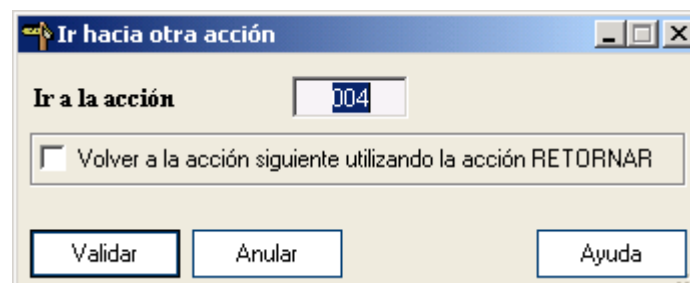 Ir hacia otra acción
Ir a la acción 004
Volver a la acción siguiente utilizando la acción RETORNAR
Validar Anular Ayuda